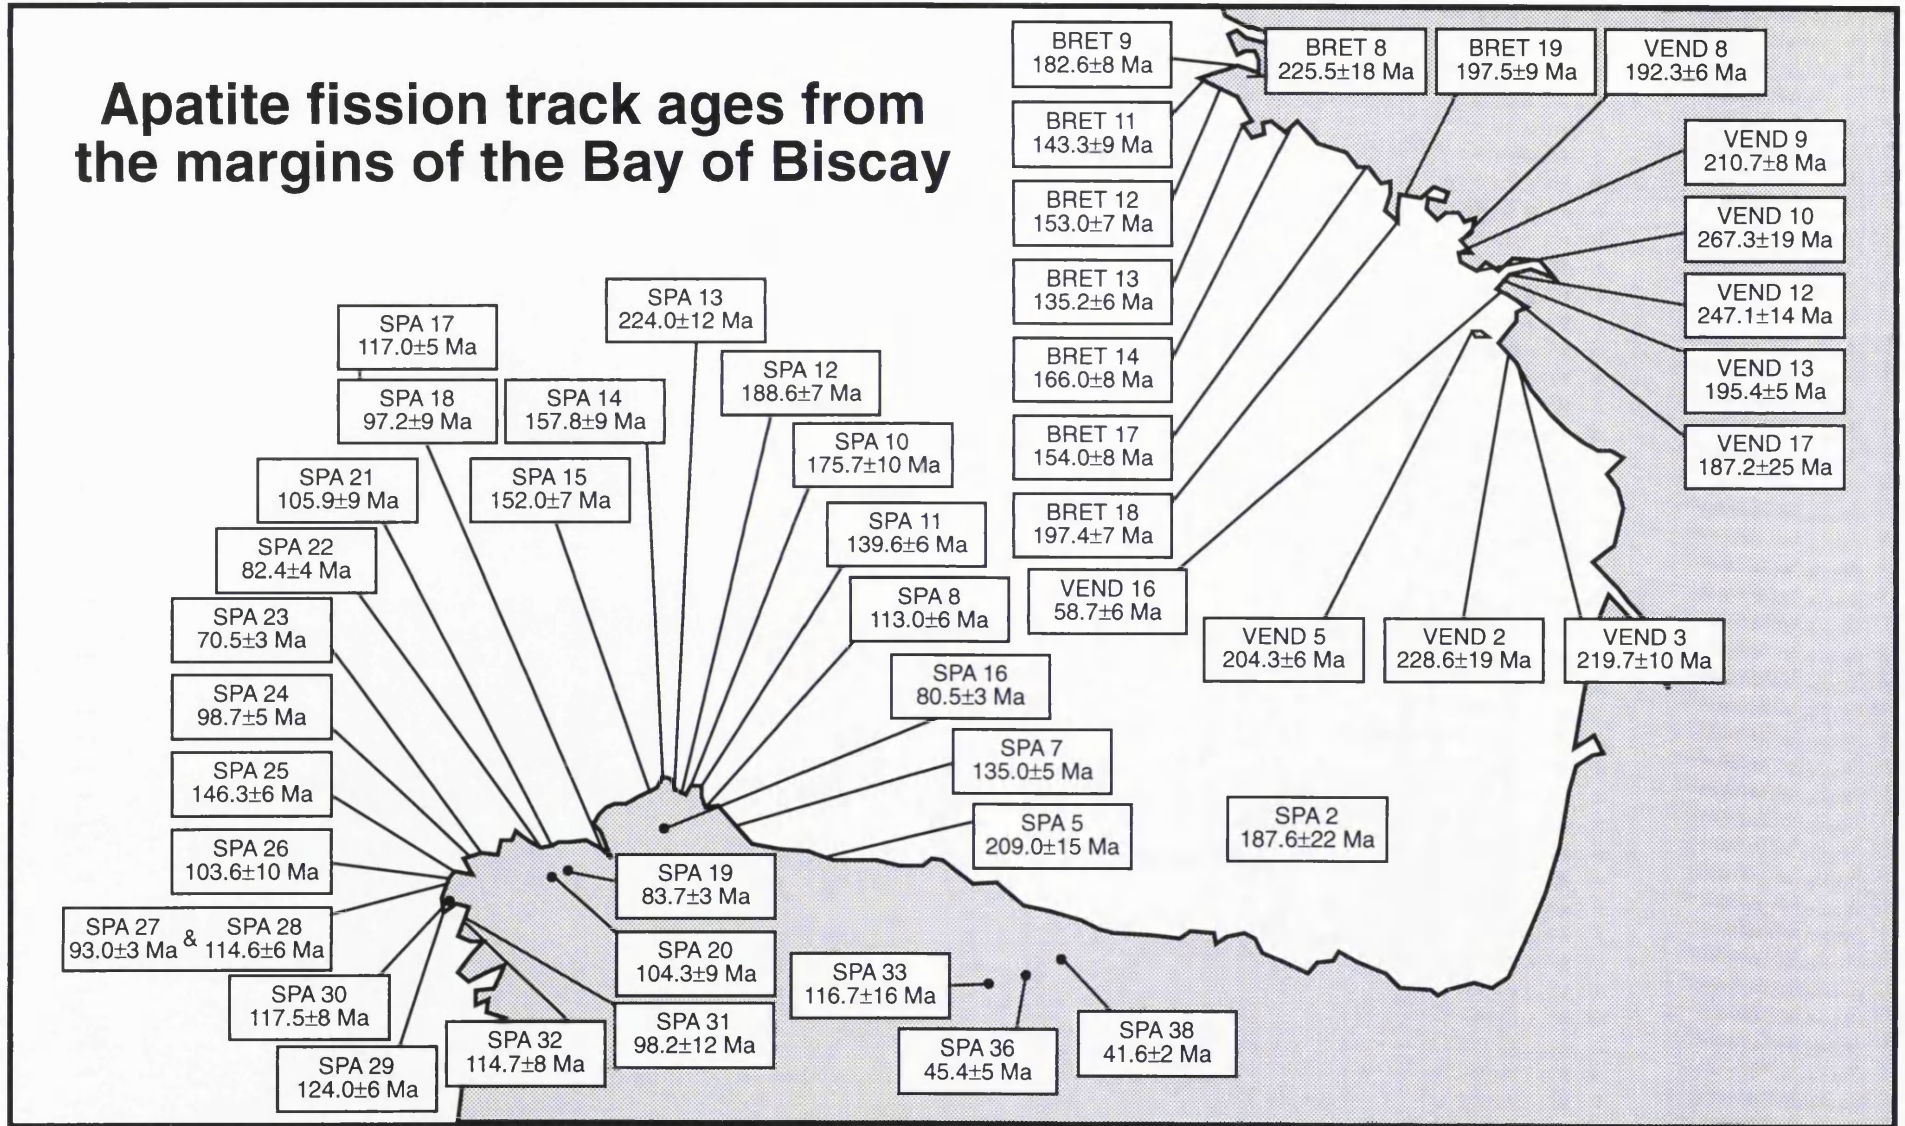 Apatite fission track ages from
the margins of the Bay of Biscay
BRET 9
182.6±8 Ma
BRET 8
225.5±18 Ma
BRET 19
197.5±9 Ma
VEND 8
192.3±6 Ma
BRET 11
143.3±9 Ma
BRET 12
153.0±7 Ma
BRET 13
135.2±6 Ma
BRET 14
166.0±8 Ma
BRET 17
154.0±8 Ma
BRET 18
197.4±7 Ma
VEND 16
58.7±6 Ma
VEND 9
210.7±8 Ma
VEND 10
267.3±19 Ma
VEND 12
247.1±14 Ma
VEND 13
195.4±5 Ma
VEND 17
187.2±25 Ma
VEND 5
204.3±6 Ma
VEND 2
228.6±19 Ma
VEND 3
219.7±10 Ma
SPA 13
224.0±12 Ma
SPA 17
117.0±5 Ma
SPA 12
188.6±7 Ma
SPA 18
97.2±9 Ma
SPA 14
157.8±9 Ma
SPA 10
175.7±10 Ma
SPA 21
105.9±9 Ma
SPA 15
152.0±7 Ma
SPA 11
139.6±6 Ma
SPA 22
82.4±4 Ma
SPA 8
113.0±6 Ma
SPA 23
70.5±3 Ma
SPA 16
80.5±3 Ma
SPA 24
98.7±5 Ma
SPA 7
135.0±5 Ma
SPA 25
146.3±6 Ma
SPA 5
209.0±15 Ma
SPA 2
187.6±22 Ma
SPA 26
103.6±10 Ma
SPA 19
83.7±3 Ma
SPA 27 SPA 28
93.0±3 Ma & 114.6±6 Ma
SPA 20
104.3±9 Ma
SPA 33
116.7±16 Ma
SPA 30
117.5±8 Ma
SPA 31
98.2±12 Ma
SPA 32
114.7±8 Ma
SPA 36
45.4±5 Ma
SPA 38
41.6±2 Ma
SPA 29
124.0±6 Ma